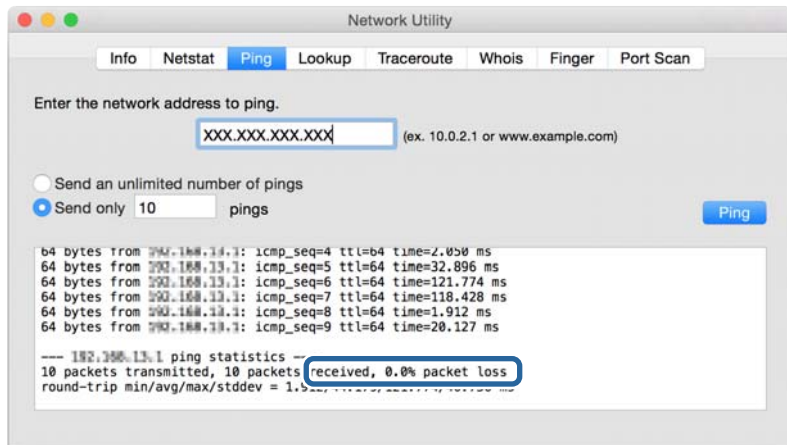 Network Utility
Info Netstat Ping Lookup Traceroute Whois Finger Port Scan
Enter the network address to ping.
XXX.XXX.XXX.XXX (ex. 10.0.2.1 or www.example.com)
Send an unlimited number of pings
Send only 10 pings
Ping
64 bytes from : icmp_seq=4 ttl=64 time=2.050 ms
64 bytes from : icmp_seq=5 ttl=64 time=32.896 ms
64 bytes from : icmp_seq=6 ttl=64 time=121.774 ms
64 bytes from : icmp_seq=7 ttl=64 time=118.428 ms
64 bytes from : icmp_seq=8 ttl=64 time=1.912 ms
64 bytes from : icmp_seq=9 ttl=64 time=20.127 ms
--- ping statistics --
10 packets transmitted, 10 packets received, 0.0% packet loss
round-trip min/avg/max/stddev =